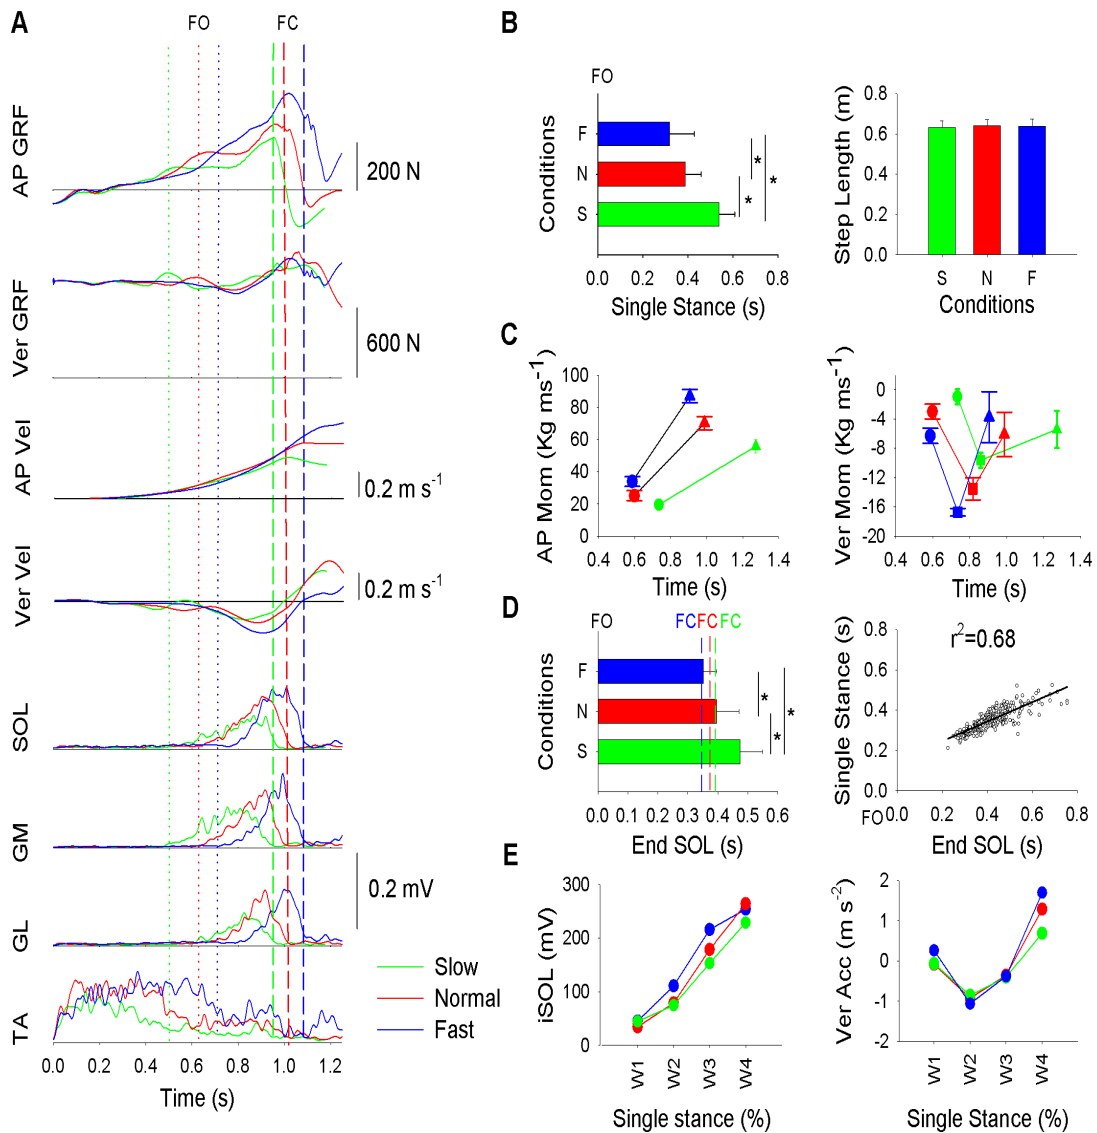 A
FO
FC
AP GRF
200 N
Ver GRF
600 N
AP Vel
0.2 m s-1
Ver Vel
0.2 m s-1
SOL
GM
0.2 mV
GL
TA
Slow
Normal
Fast
0.0 0.2 0.4 0.6 0.8 1.0 1.2
Time (s)
B
FO
Conditions
F
N
S
*
*
*
0.0 0.2 0.4 0.6 0.8
Single Stance (s)
Step Length (m)
0.8
0.6
0.4
0.2
0.0
S N F
Conditions
C
AP Mom (Kg ms-1)
100
80
60
40
20
0
0.4 0.6 0.8 1.0 1.2 1.4
Time (s)
Ver Mom (Kg ms-1)
0
-4
-8
-12
-16
-20
0.4 0.6 0.8 1.0 1.2 1.4
Time (s)
D
FO
FC FC FC
Conditions
F
N
S
*
*
*
0.0 0.1 0.2 0.3 0.4 0.5 0.6
End SOL (s)
Single Stance (s)
r2=0.68
0.8
0.6
0.4
0.2
0.0
FO
0.0 0.2 0.4 0.6 0.8
End SOL (s)
E
iSOL (mV)
300
200
100
0
W1 W2 W3 W4
Single stance (%)
Ver Acc (m s-2)
2
1
0
-1
-2
W1 W2 W3 W4
Single Stance (%)